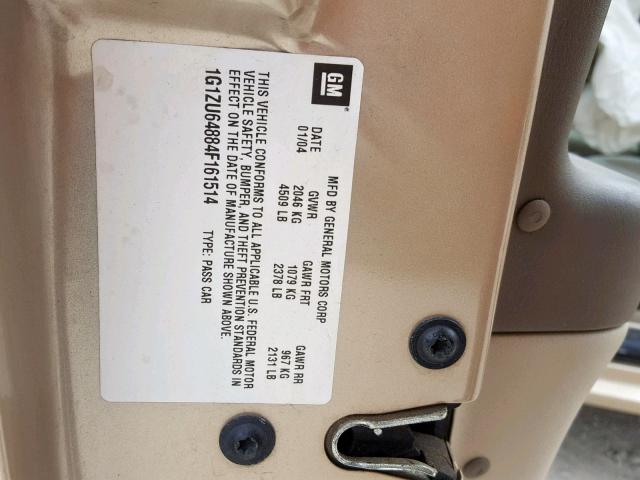 GM
MFD BY GENERAL MOTORS CORP
DATE GVWR GAWR FRT GAWR RR
01/04 2046 KG 1079 KG 967 KG
4509 LB 2378 LB 2131 LB
THIS VEHICLE CONFORMS TO ALL APPLICABLE U.S. FEDERAL MOTOR
VEHICLE SAFETY, BUMPER, AND THEFT PREVENTION STANDARDS IN
EFFECT ON THE DATE OF MANUFACTURE SHOWN ABOVE.
1G1ZU64884F161514 TYPE: PASS CAR